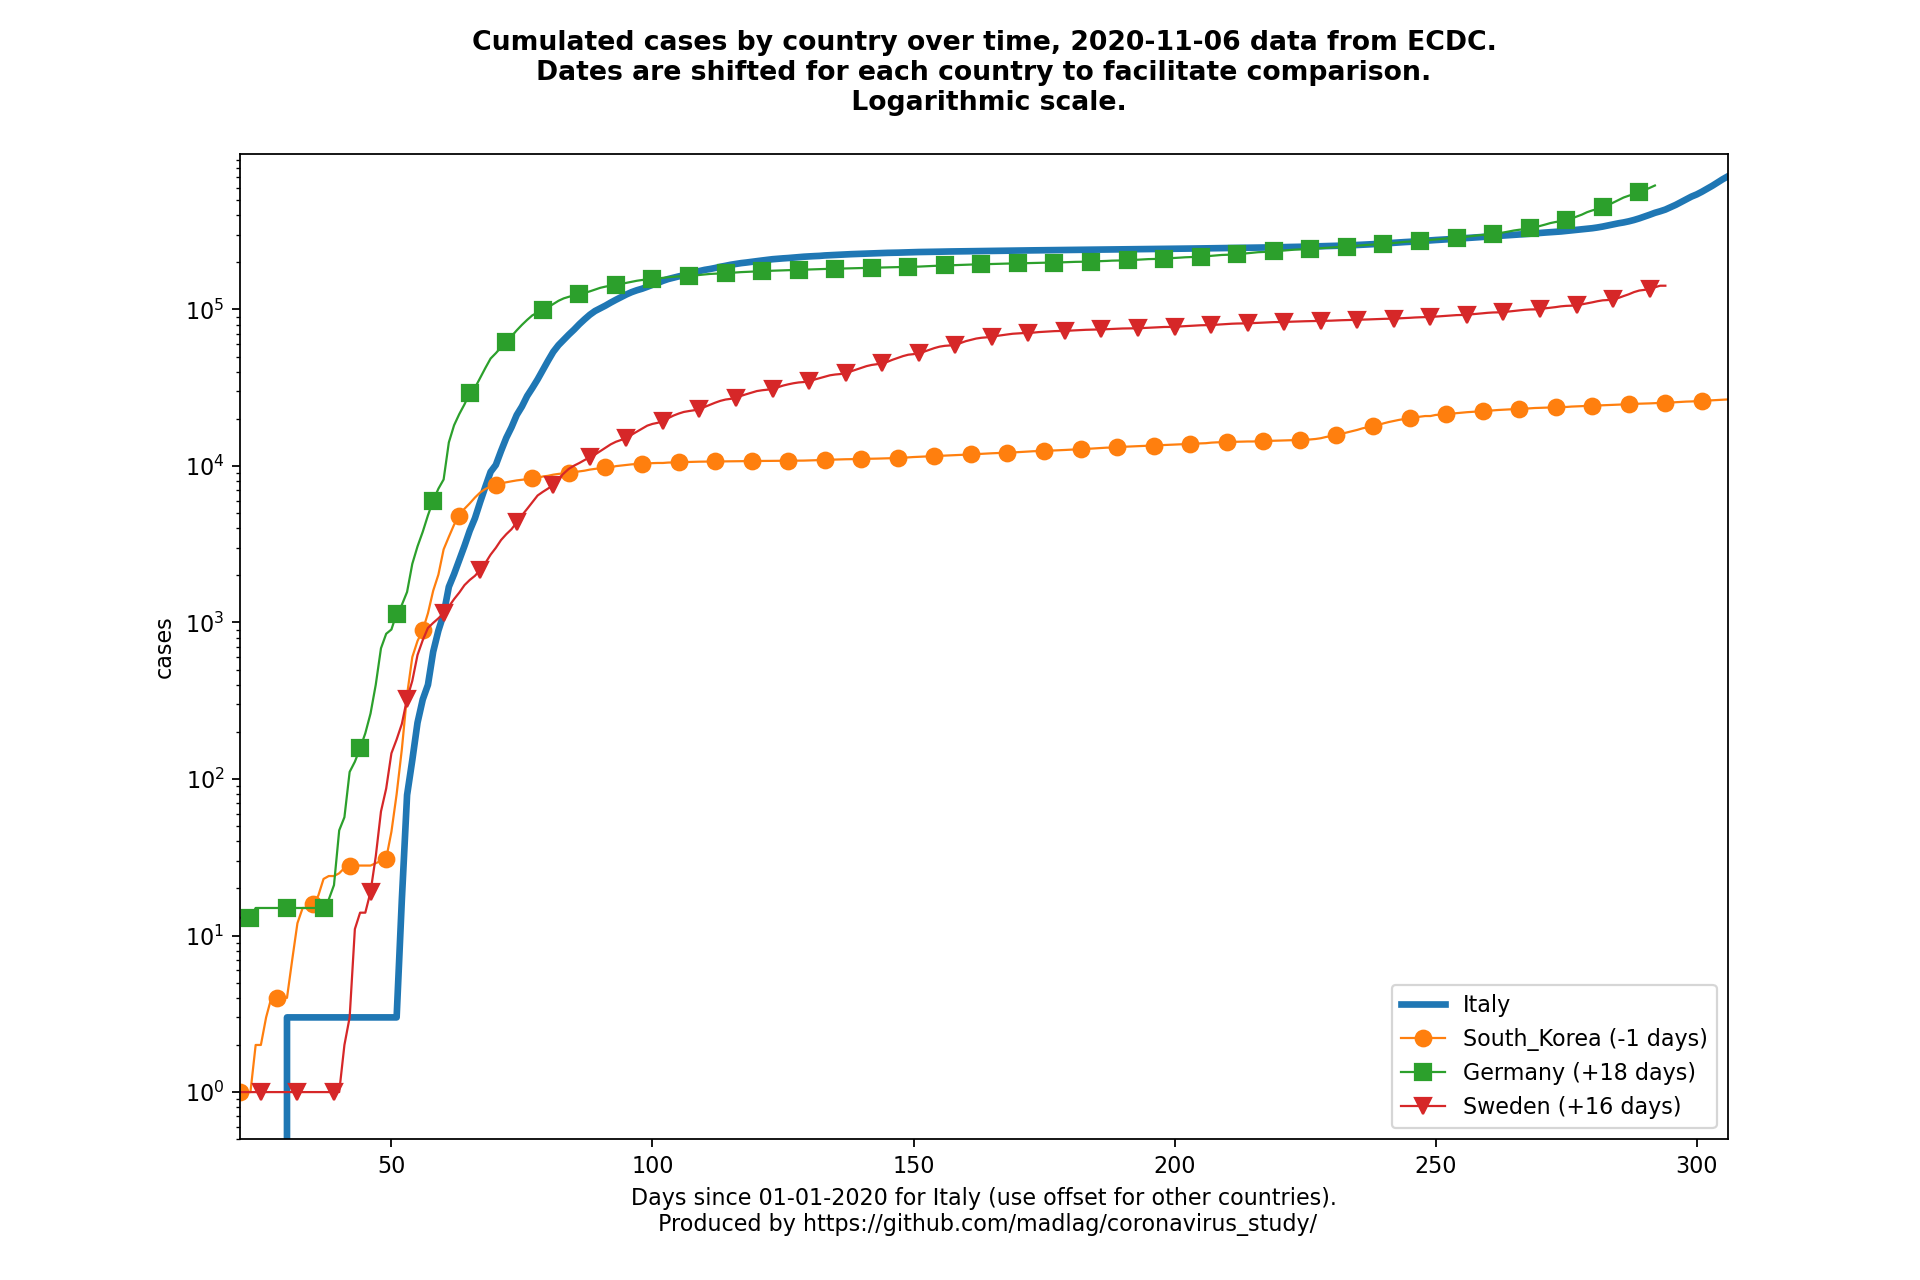 Cumulated cases by country over time, 2020-11-06 data from ECDC.
Dates are shifted for each country to facilitate comparison.
Logarithmic scale.
cases
10^5
10^4
10^3
10^2
10^1
10^0
Italy
South_Korea (-1 days)
Germany (+18 days)
Sweden (+16 days)
50 100 150 200 250 300
Days since 01-01-2020 for Italy (use offset for other countries).
Produced by https://github.com/madlag/coronavirus_study/